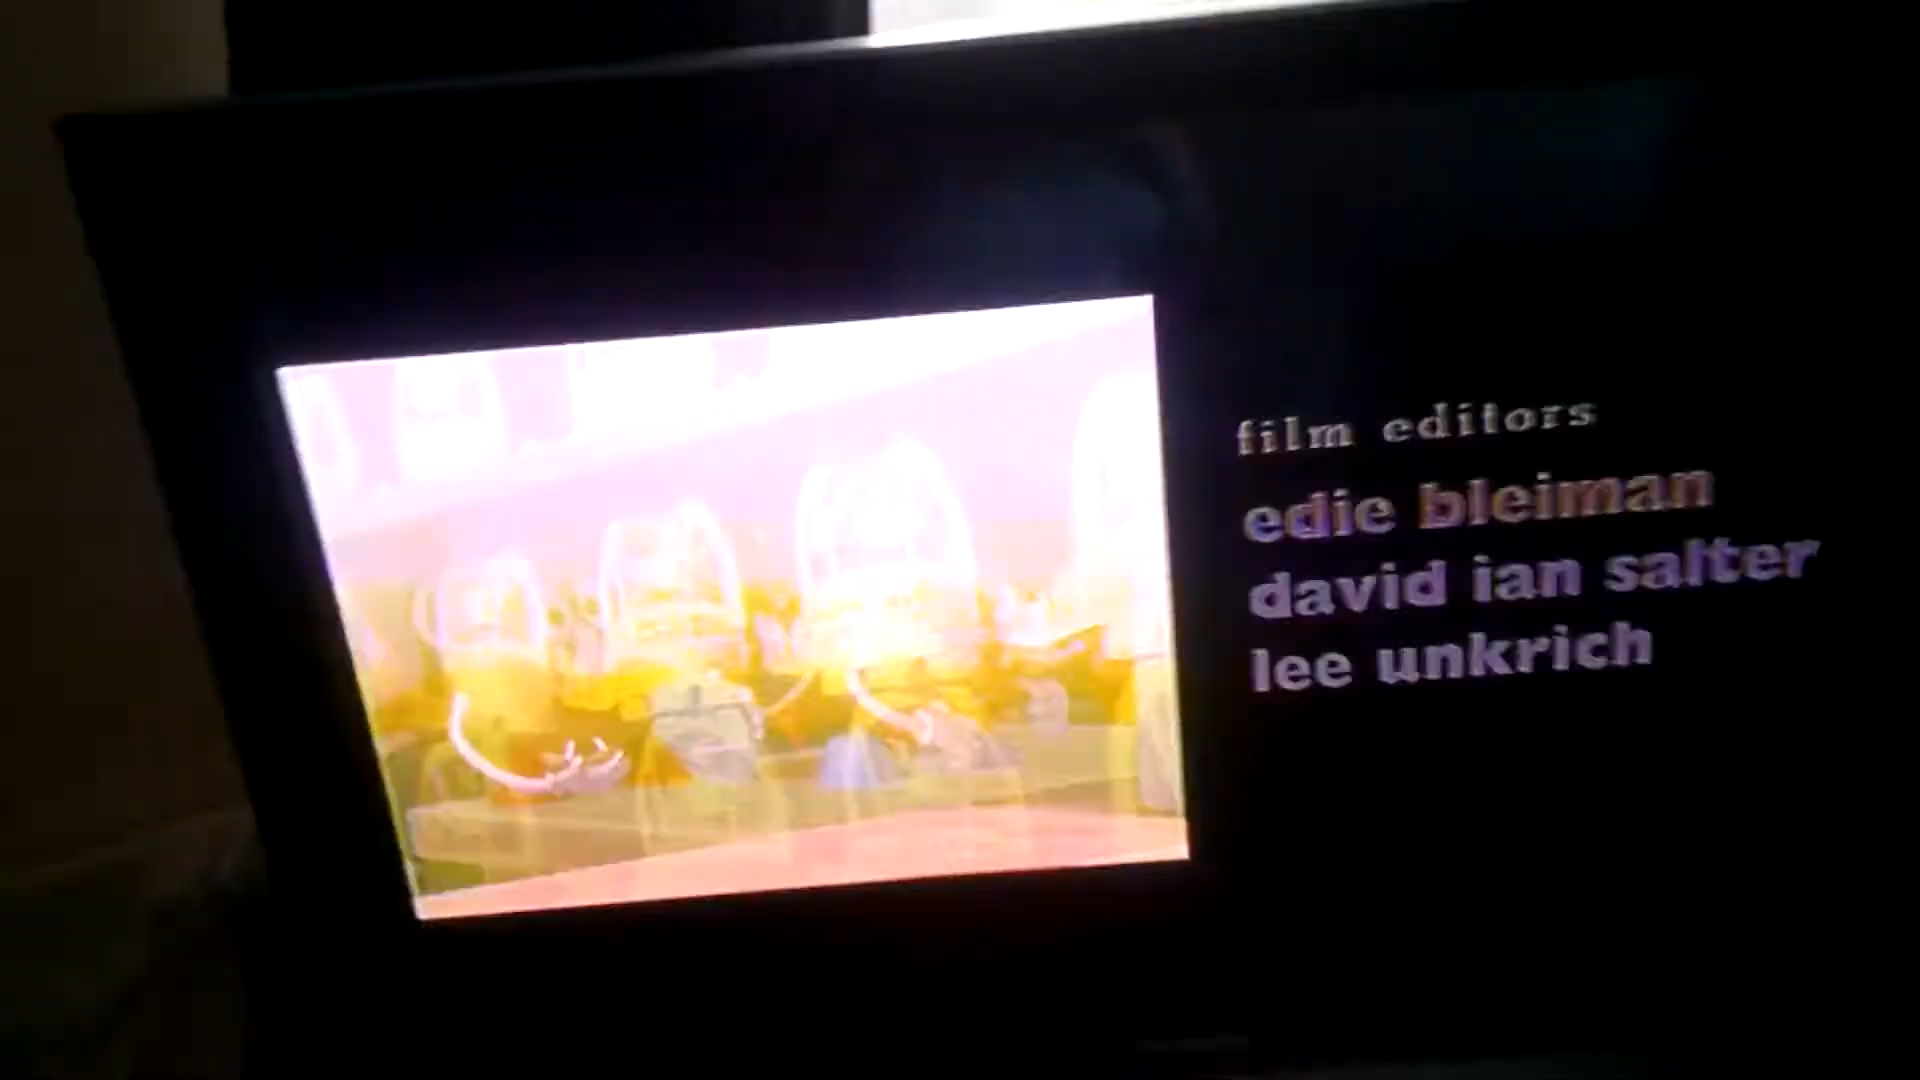 film editors
edie bleiman
david ian salter
lee unkrich